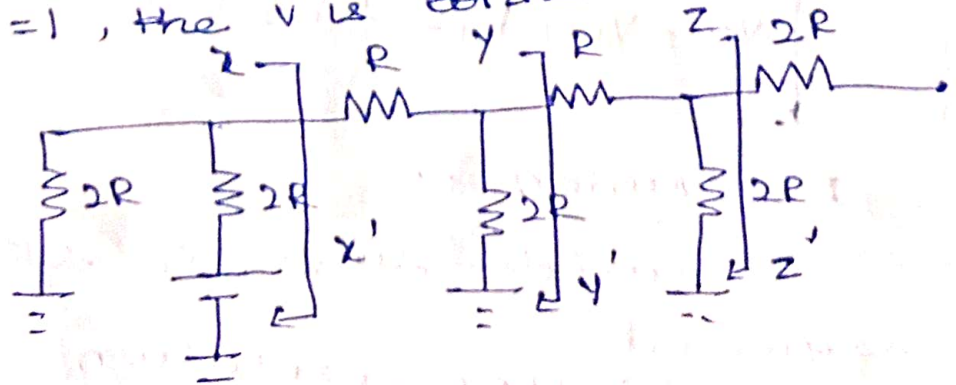 =1, the V is
X R Y R Z 2R
2R 2R X' 2R Y' 2R Z'